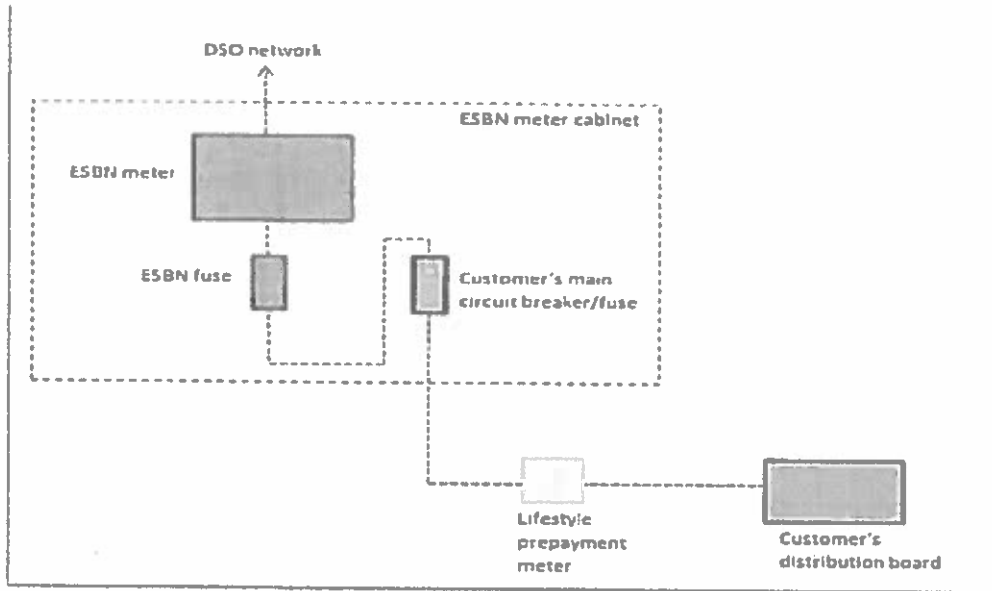 DSO network
ESBN meter cabinet
ESBN meter
ESBN fuse
Customer's main
circuit breaker/fuse
Lifestyle
prepayment
meter
Customer's
distribution board